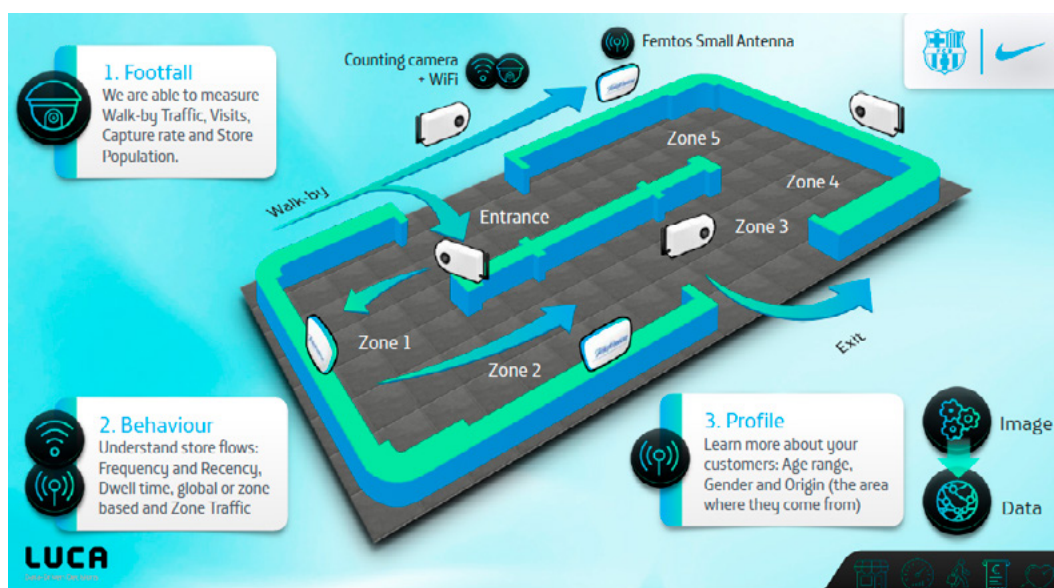 1. Footfall
We are able to measure
Walk-by Traffic, Visits,
Capture rate and Store
Population.
Counting camera
+ WiFi
Femtos Small Antenna
Walk-by
Entrance
Zone 5
Zone 4
Zone 3
Zone 1
Zone 2
Exit
2. Behaviour
Understand store flows:
Frequency and Recency,
Dwell time, global or zone
based and Zone Traffic
3. Profile
Learn more about your
customers: Age range,
Gender and Origin (the area
where they come from)
Image
Data
LUCA